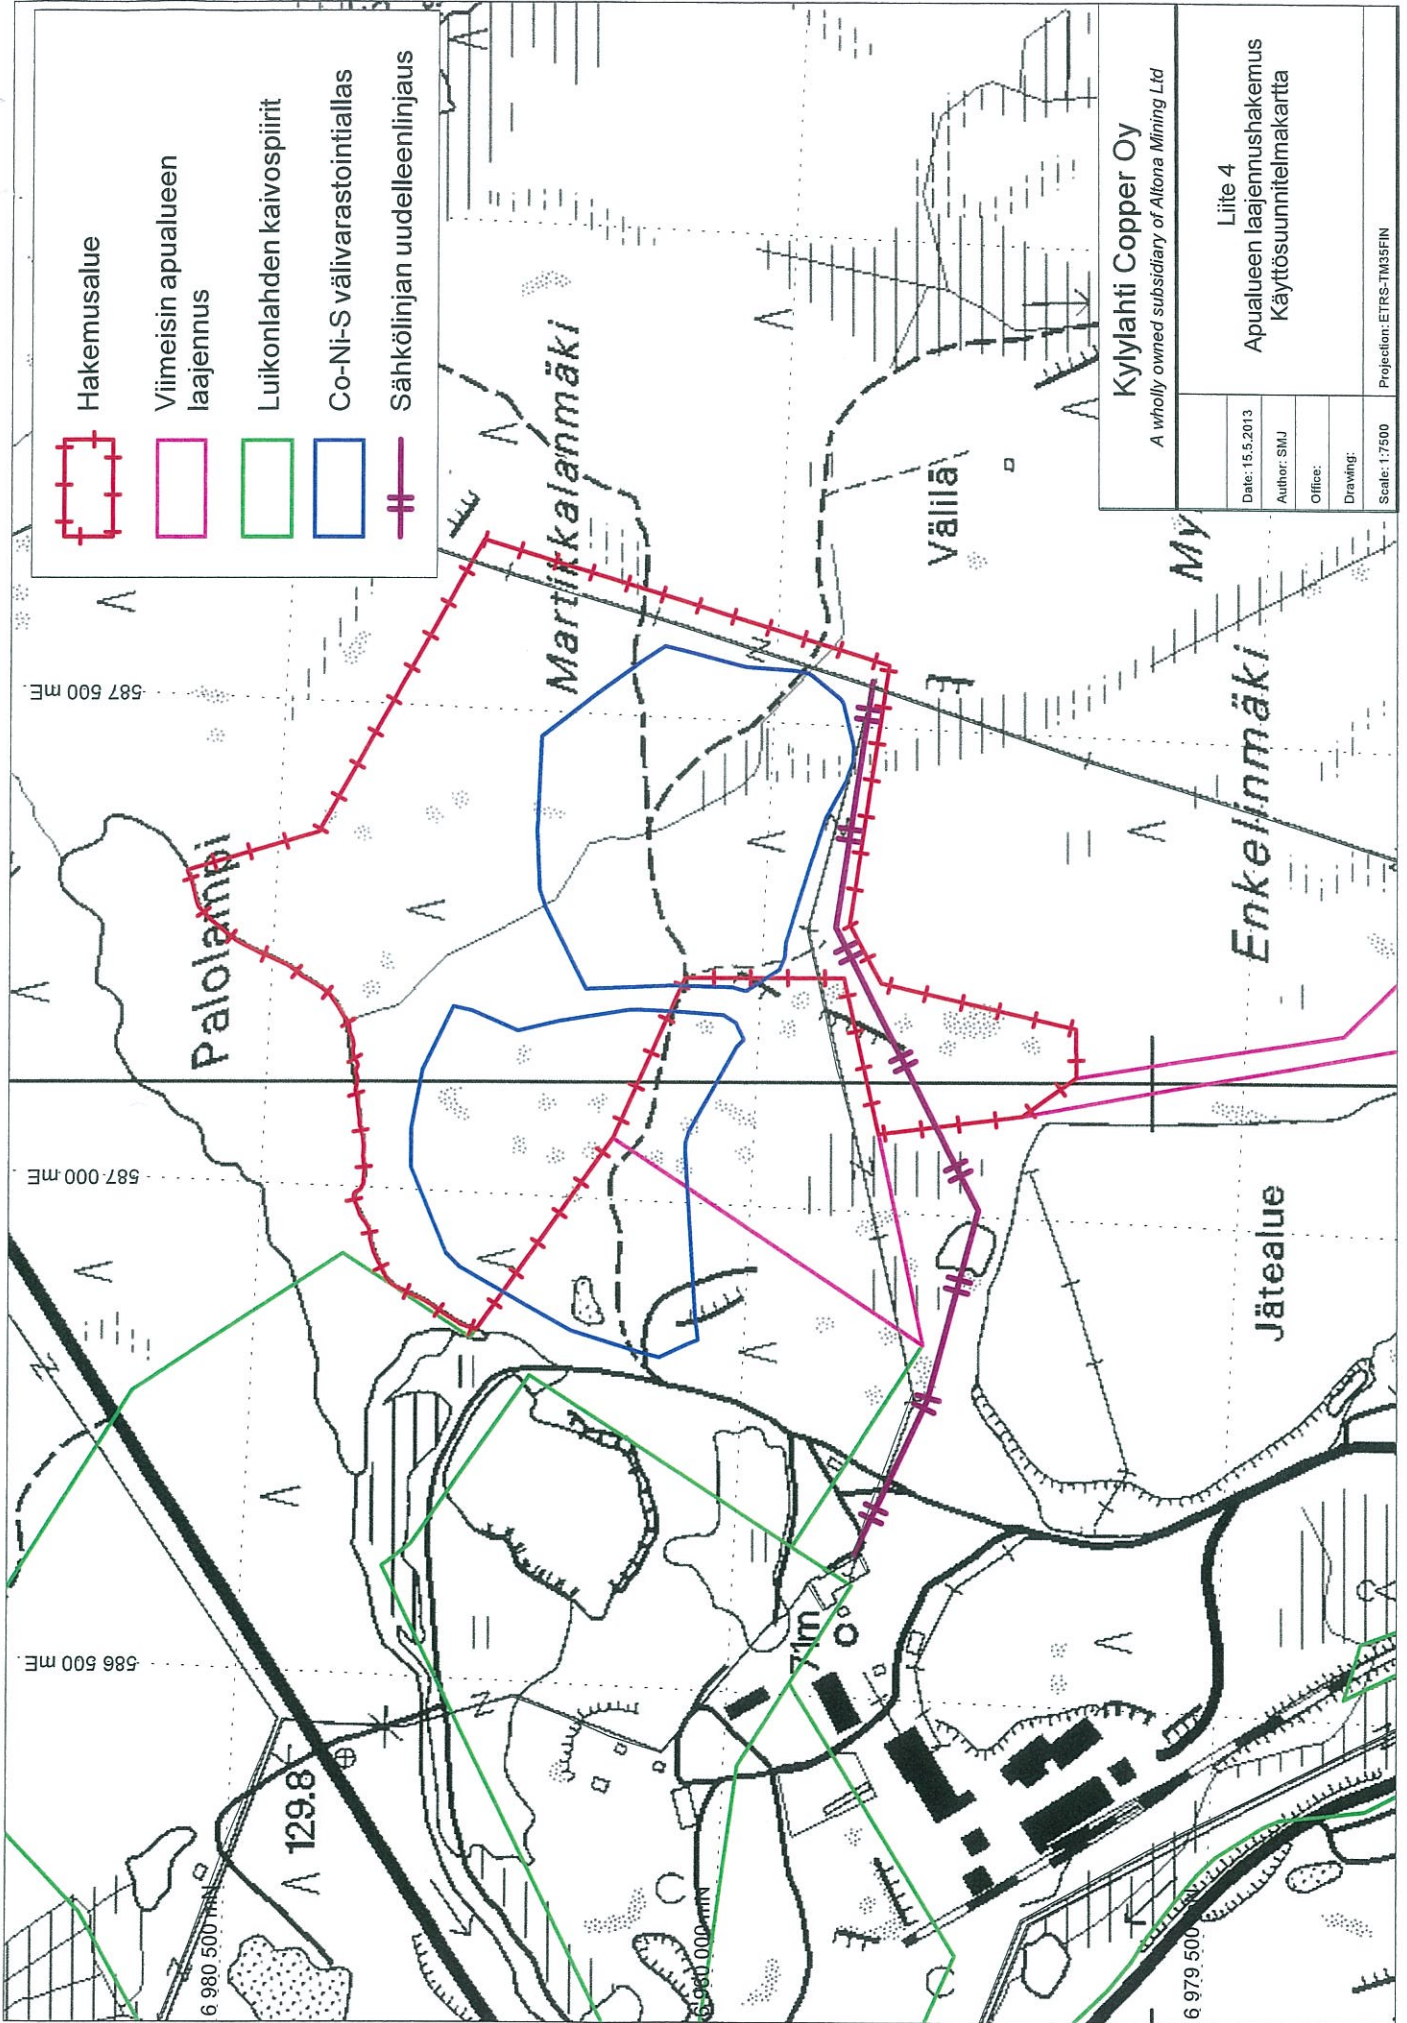 Hakemusalue
Viimeisin apualueen
laajennus
Luikonlahden kaivospiirit
Co-Ni-S välivarastointiallas
Sähkölinjan uudelleenlinjaus
Palolampi
Martikkalanmäki
Välilä
My
Enkelinmäki
Jätealue
71m
129.8
587 500 mE
587 000 mE
586 500 mE
6 980 500 mN
6 980 000 mN
6 979 500
Kylylahti Copper Oy
A wholly owned subsidiary of Altona Mining Ltd
Liite 4
Apualueen laajennushakemus
Käyttösuunnitelmakartta
Date: 15.5.2013
Author: SMJ
Office:
Drawing:
Scale: 1:7500
Projection: ETRS-TM35FIN